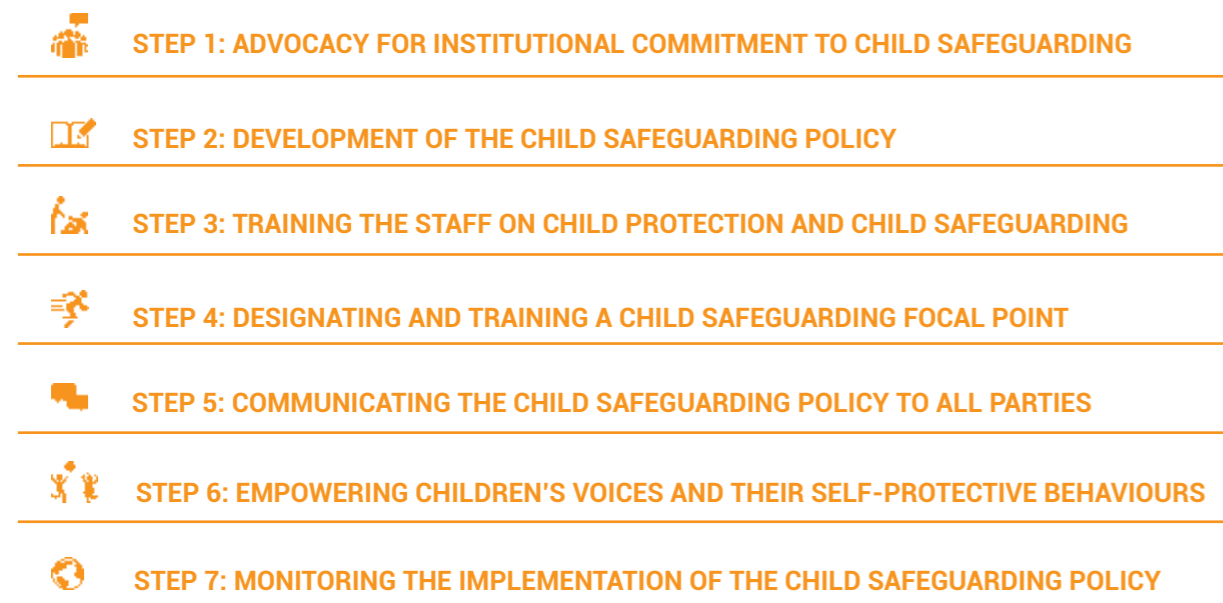 STEP 1: ADVOCACY FOR INSTITUTIONAL COMMITMENT TO CHILD SAFEGUARDING
STEP 2: DEVELOPMENT OF THE CHILD SAFEGUARDING POLICY
STEP 3: TRAINING THE STAFF ON CHILD PROTECTION AND CHILD SAFEGUARDING
STEP 4: DESIGNATING AND TRAINING A CHILD SAFEGUARDING FOCAL POINT
STEP 5: COMMUNICATING THE CHILD SAFEGUARDING POLICY TO ALL PARTIES
STEP 6: EMPOWERING CHILDREN'S VOICES AND THEIR SELF-PROTECTIVE BEHAVIOURS
STEP 7: MONITORING THE IMPLEMENTATION OF THE CHILD SAFEGUARDING POLICY